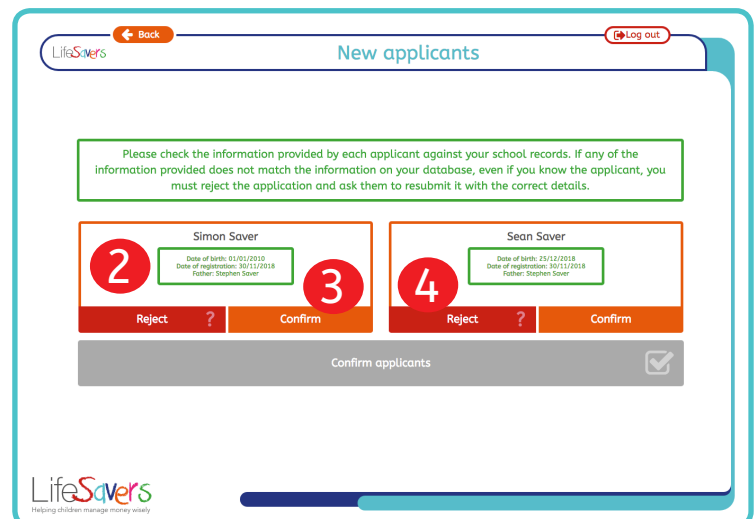 Back
Log out
LifeSavers
New applicants
Please check the information provided by each applicant against your school records. If any of the
information provided does not match the information on your database, even if you know the applicant, you
must reject the application and ask them to resubmit it with the correct details.
Simon Saver
Date of birth: 01/01/2010
Date of registration: 30/11/2018
Father: Stephen Saver
2
3
Reject ?
Confirm
Sean Saver
Date of birth: 25/12/2018
Date of registration: 30/11/2018
Father: Stephen Saver
4
Reject ?
Confirm
Confirm applicants
LifeSavers
Helping children manage money wisely